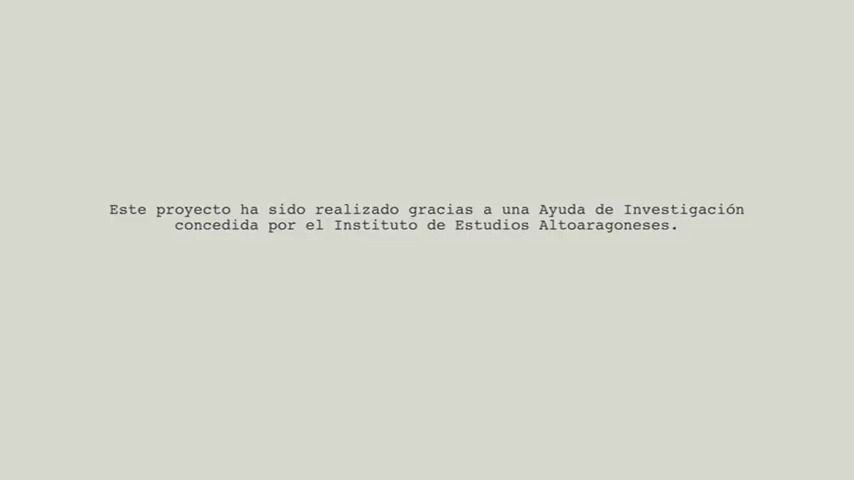 Este proyecto ha sido realizado gracias a una Ayuda de Investigación
concedida por el Instituto de Estudios Altoaragoneses.